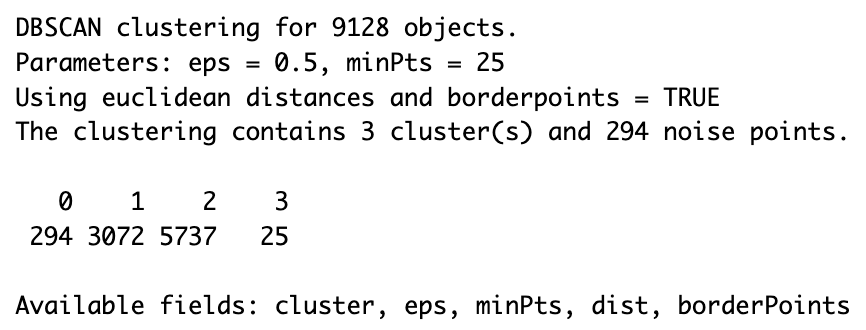 DBSCAN clustering for 9128 objects.
Parameters: eps = 0.5, minPts = 25
Using euclidean distances and borderpoints = TRUE
The clustering contains 3 cluster(s) and 294 noise points.
0 1 2 3
294 3072 5737 25
Available fields: cluster, eps, minPts, dist, borderPoints